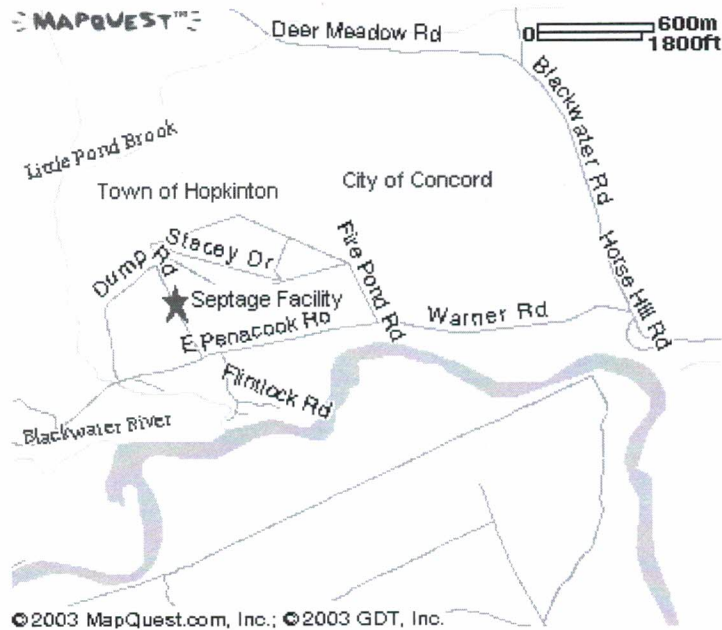 MAPQUEST™
0 600m
1800ft
Deer Meadow Rd
Blackwater Rd
Little Pond Brook
Town of Hopkinton
City of Concord
Stacey Dr
Dump Rd
Fire Pond Rd
Horse Hill Rd
Septage Facility
Warner Rd
E Penacook Rd
Flintlock Rd
Blackwater River
©2003 MapQuest.com, Inc.; ©2003 GDT, Inc.